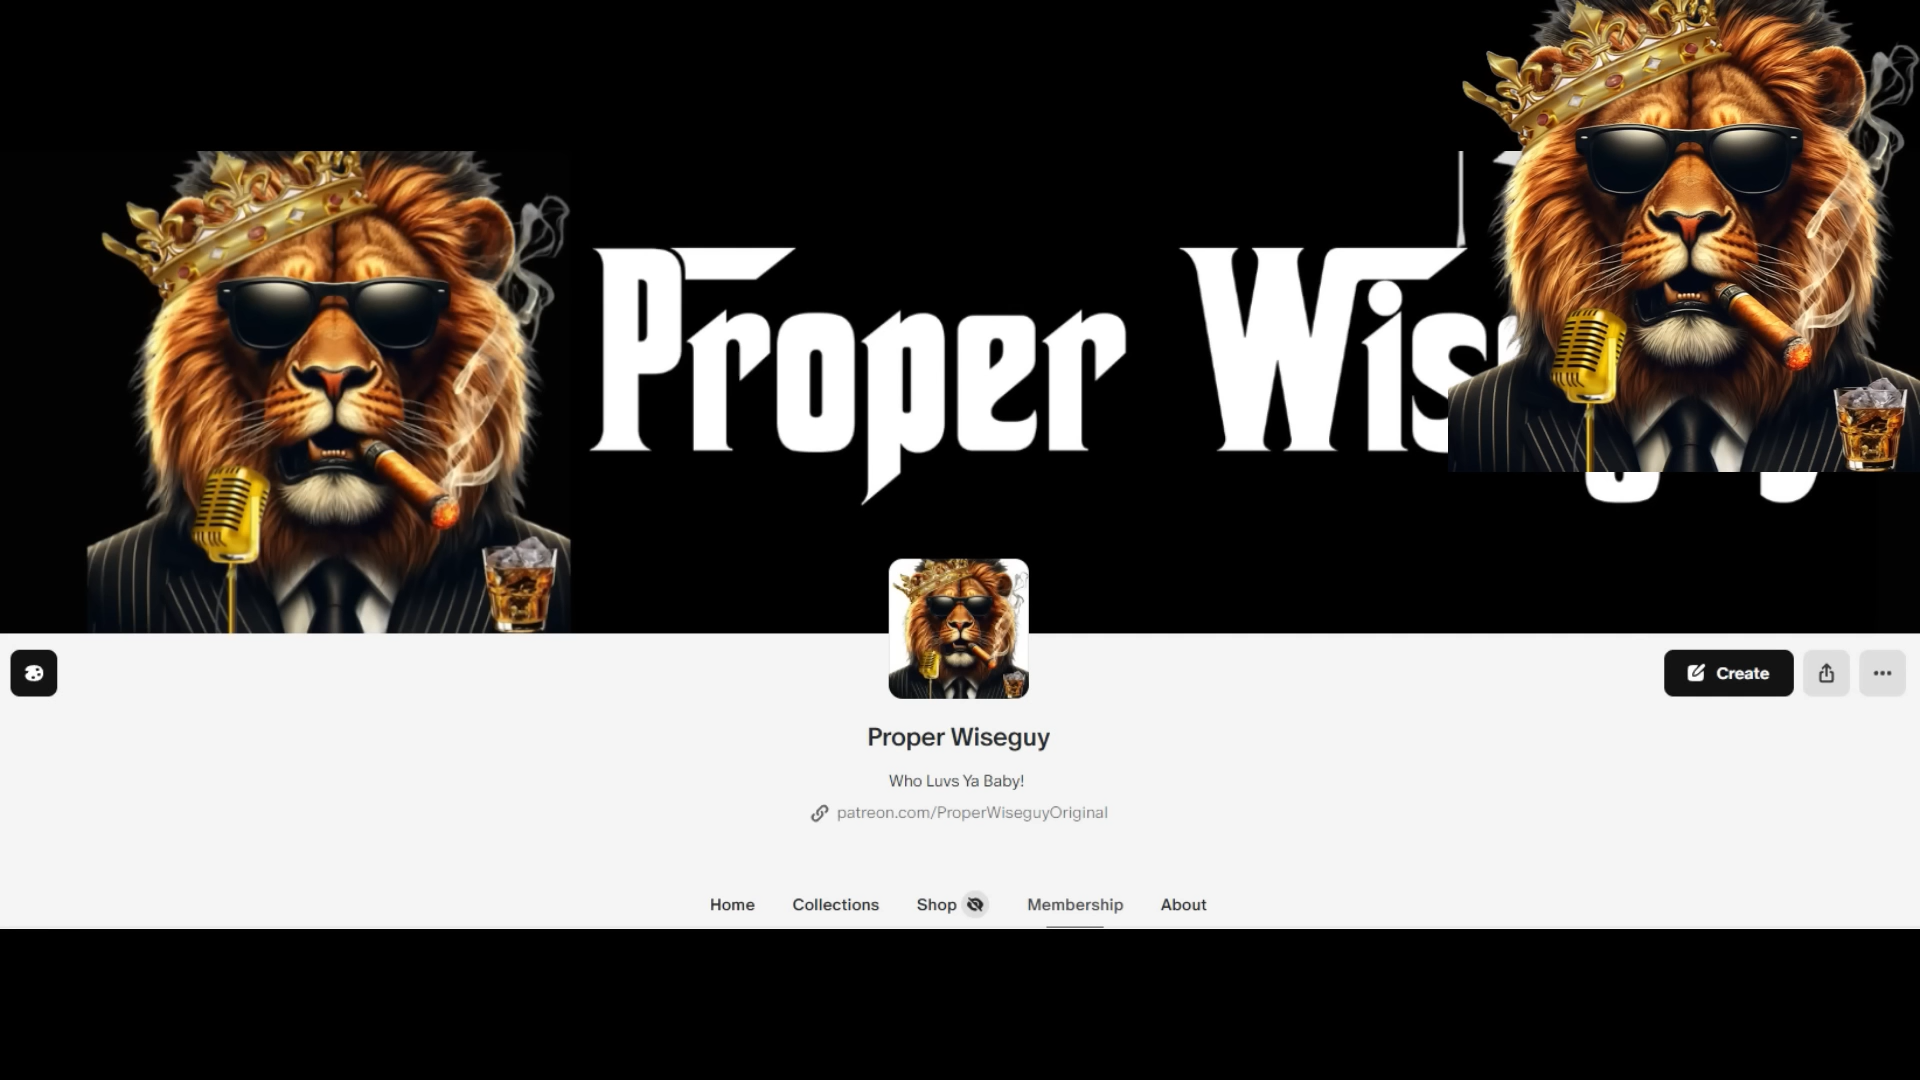 Proper Wis
Create
Proper Wiseguy
Who Luvs Ya Baby!
patreon.com/ProperWiseguyOriginal
Home Collections Shop Membership About